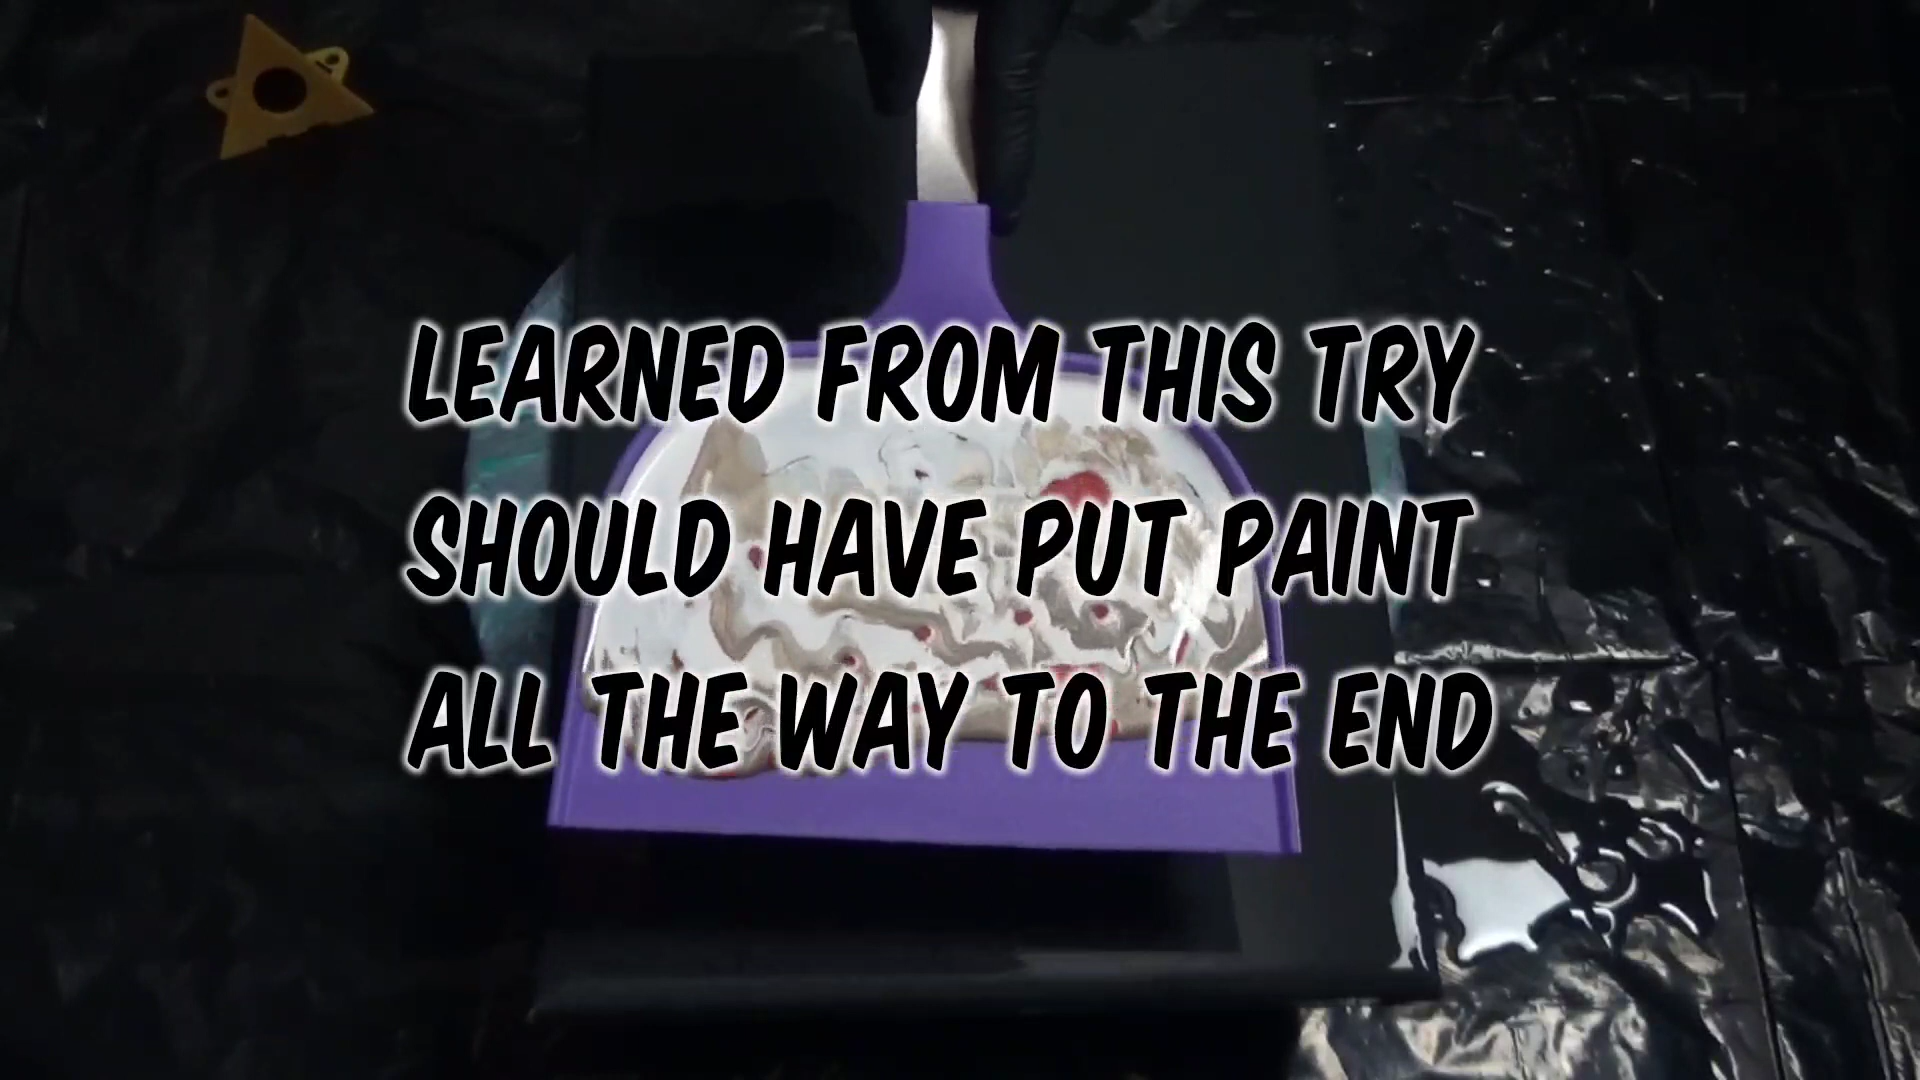 LEARNED FROM THIS TRY
SHOULD HAVE PUT PAINT
ALL THE WAY TO THE END